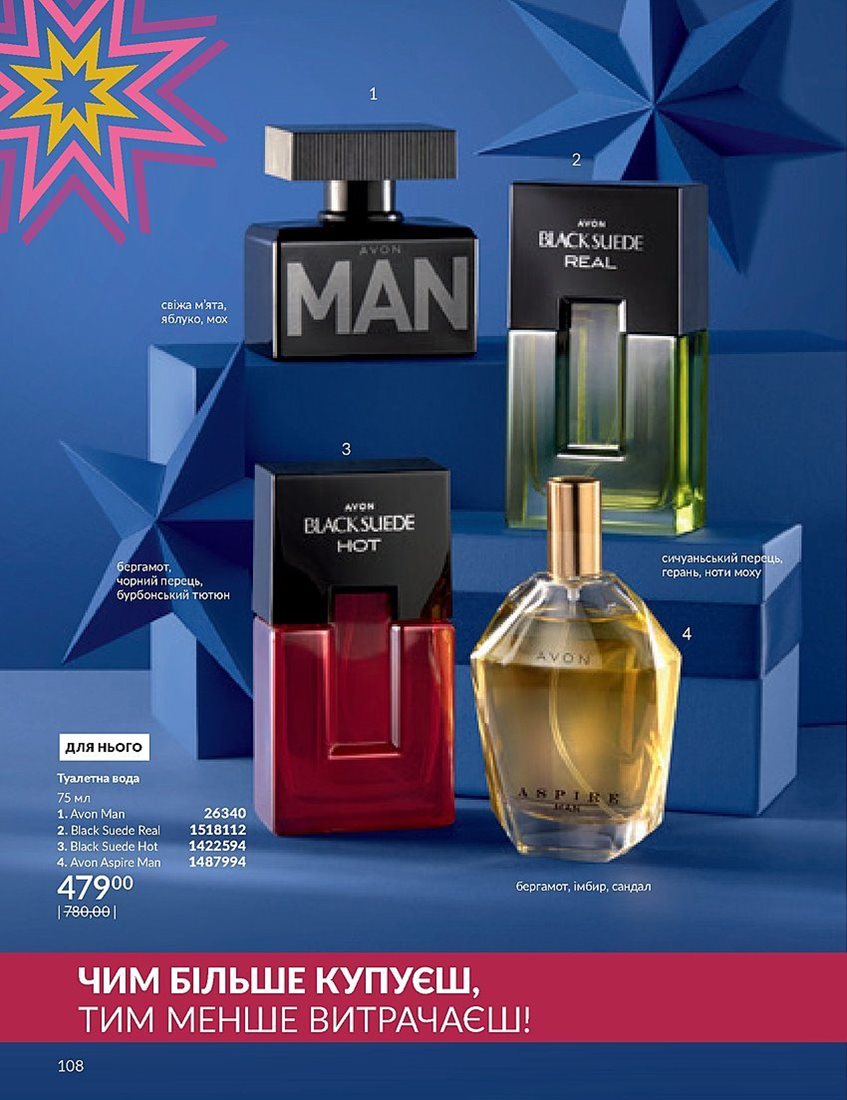 1
2
AVON
MAN
AVON
BLACK SUEDE
REAL
свіжа м'ята,
яблуко, мох
3
AVON
BLACK SUEDE
HOT
бергамот,
чорний перець,
бурбонський тютюн
сичуаньський перець,
герань, ноти моху
4
AVON
ASPIRE
MAN
ДЛЯ НЬОГО
Туалетна вода
75 мл
1. Avon Man 26340
2. Black Suede Real 1518112
3. Black Suede Hot 1422594
4. Avon Aspire Man 1487994
47900
|780,00|
бергамот, імбир, сандал
ЧИМ БІЛЬШЕ КУПУЄШ,
ТИМ МЕНШЕ ВИТРАЧАЄШ!
108